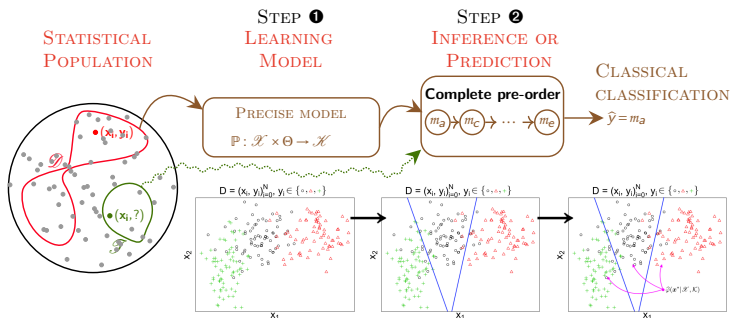 STEP ❶
STEP ❷
STATISTICAL
POPULATION
LEARNING
MODEL
INFERENCE OR
PREDICTION
CLASSICAL
CLASSIFICATION
Complete pre-order
m_a m_c ⋯ m_e
ŷ = m_a
PRECISE MODEL
ℙ : 𝒳 × Θ → 𝒦
(x_i, y_i)
𝒟
(x_i, ?)
D = (x_i, y_i)_{i=0}^N, y_i ∈ {∘,▵,+}
D = (x_i, y_i)_{i=0}^N, y_i ∈ {∘,▵,+}
D = (x_i, y_i)_{i=0}^N, y_i ∈ {∘,▵,+}
x_2
x_2
x_2
x_1
x_1
x_1